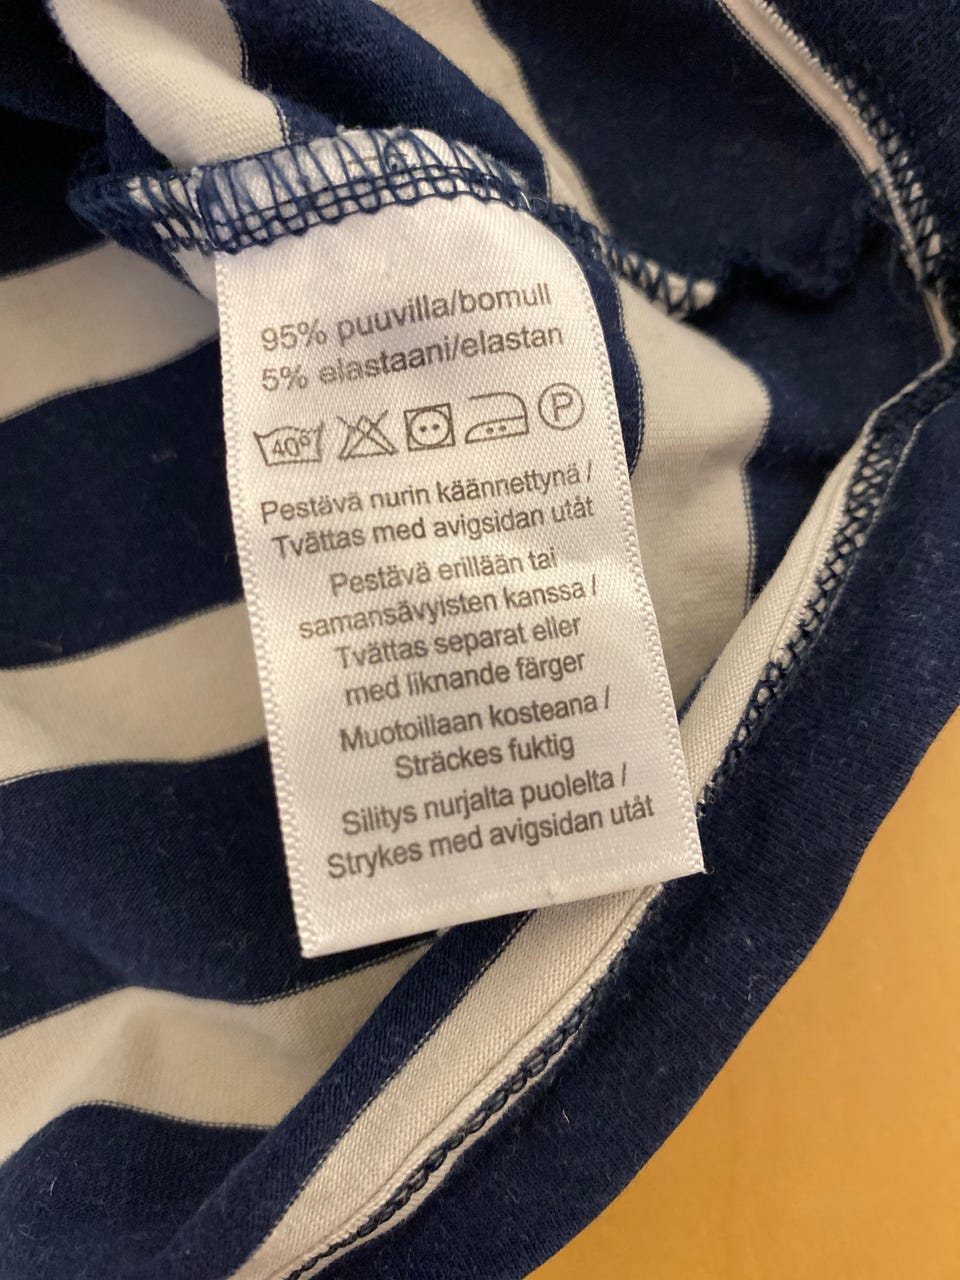 95% puuvilla/bomull
5% elastaani/elastan
40° P
Pestävä nurin käännettynä /
Tvättas med avigsidan utåt
Pestävä erillään tai
samansävyisten kanssa /
Tvättas separat eller
med liknande färger
Muotoillaan kosteana /
Sträckes fuktig
Silitys nurjalta puolelta /
Strykes med avigsidan utåt